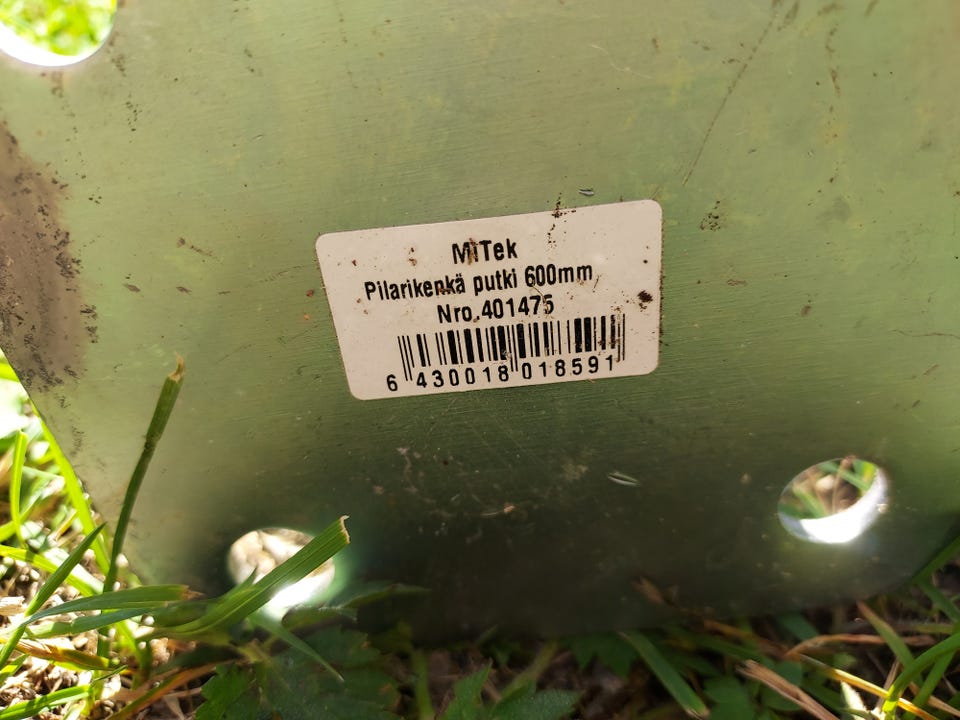 MiTek
Pilarikenkä putki 600mm
Nro.401475
6 430018 018591